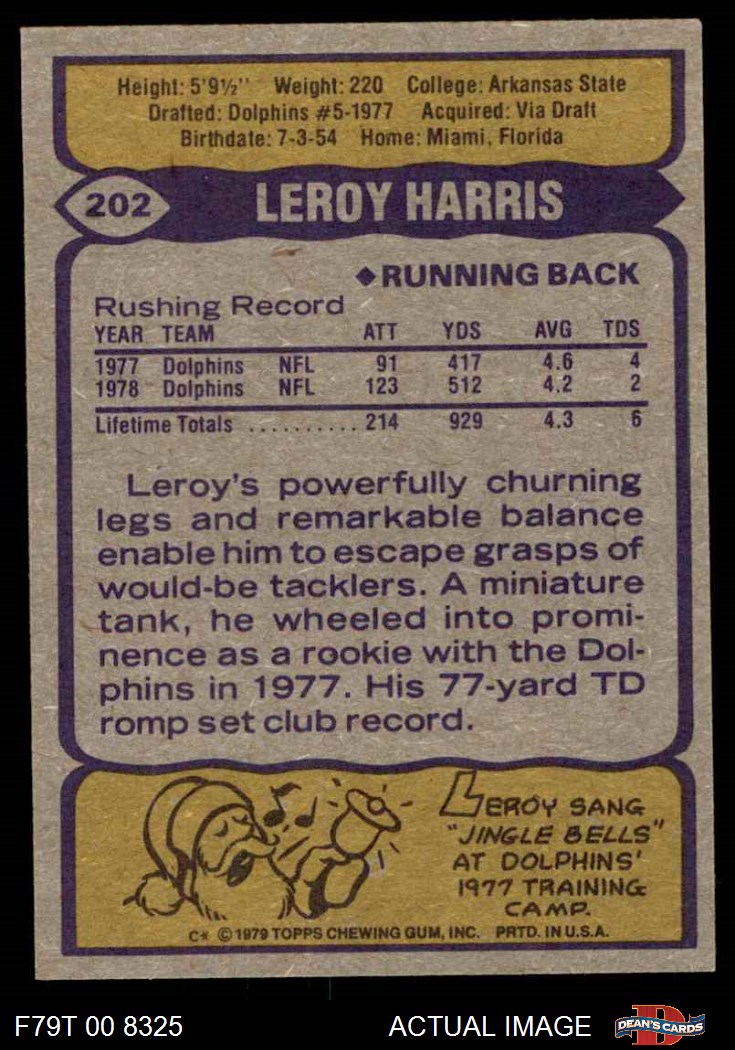 Height: 5'9½" Weight: 220 College: Arkansas State
Drafted: Dolphins #5-1977 Acquired: Via Draft
Birthdate: 7-3-54 Home: Miami, Florida
202 LEROY HARRIS
◆RUNNING BACK
Rushing Record
YEAR TEAM ATT YDS AVG TDS
1977 Dolphins NFL 91 417 4.6 4
1978 Dolphins NFL 123 512 4.2 2
Lifetime Totals .......... 214 929 4.3 6
Leroy's powerfully churning
legs and remarkable balance
enable him to escape grasps of
would-be tacklers. A miniature
tank, he wheeled into promi-
nence as a rookie with the Dol-
phins in 1977. His 77-yard TD
romp set club record.
LEROY SANG
"JINGLE BELLS"
AT DOLPHINS'
1977 TRAINING
CAMP.
C* ©1979 TOPPS CHEWING GUM, INC. PRTD. IN U.S.A.
F79T 00 8325 ACTUAL IMAGE D DEAN'S CARDS